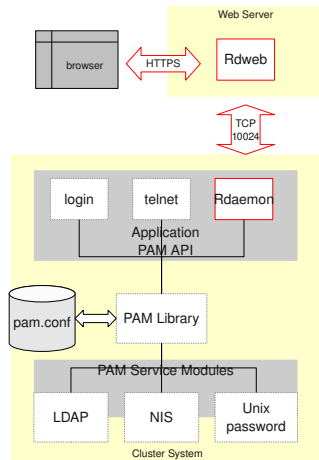 Web Server
browser
HTTPS
Rdweb
TCP
10024
login
telnet
Rdaemon
Application
PAM API
pam.conf
PAM Library
PAM Service Modules
LDAP
NIS
Unix
password
Cluster System